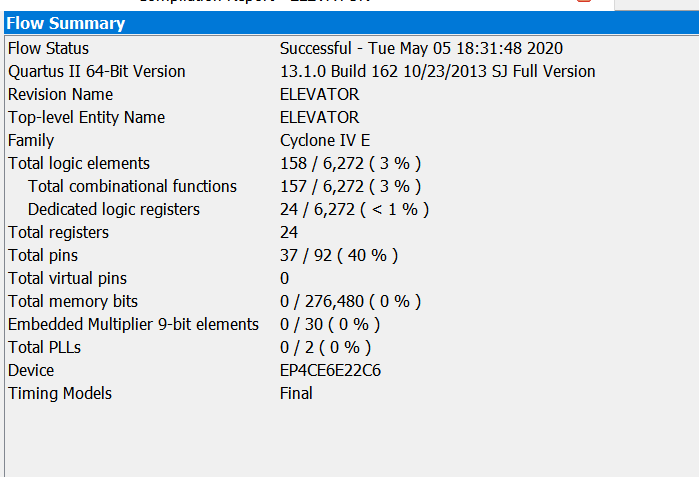 Flow Summary
Flow Status Successful - Tue May 05 18:31:48 2020
Quartus II 64-Bit Version 13.1.0 Build 162 10/23/2013 SJ Full Version
Revision Name ELEVATOR
Top-level Entity Name ELEVATOR
Family Cyclone IV E
Total logic elements 158 / 6,272 ( 3 % )
Total combinational functions 157 / 6,272 ( 3 % )
Dedicated logic registers 24 / 6,272 ( < 1 % )
Total registers 24
Total pins 37 / 92 ( 40 % )
Total virtual pins 0
Total memory bits 0 / 276,480 ( 0 % )
Embedded Multiplier 9-bit elements 0 / 30 ( 0 % )
Total PLLs 0 / 2 ( 0 % )
Device EP4CE6E22C6
Timing Models Final